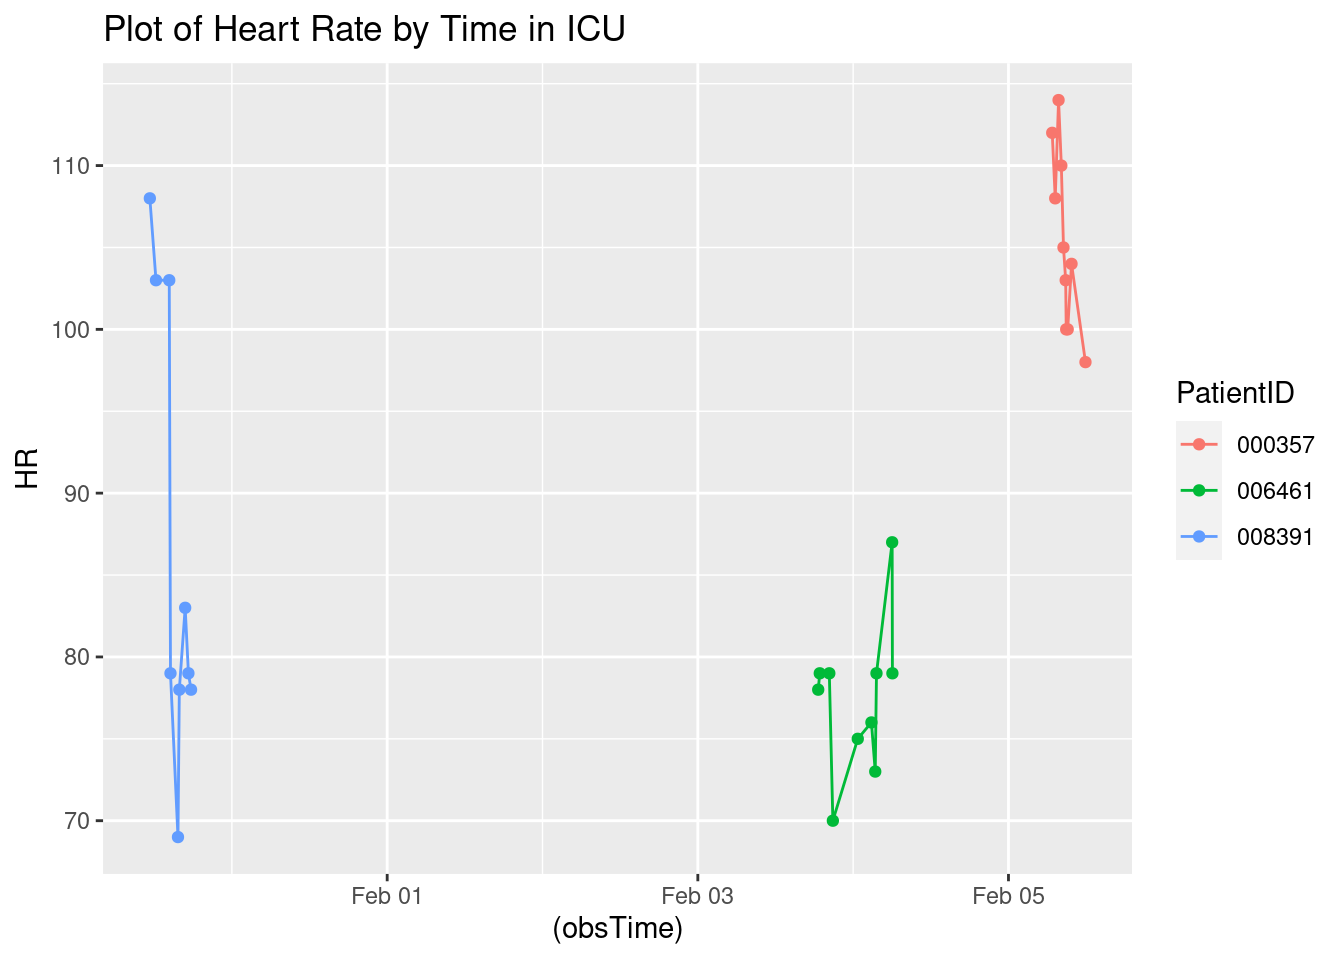 Plot of Heart Rate by Time in ICU
110
100
90
80
70
HR
Feb 01
Feb 03
Feb 05
(obsTime)
PatientID
000357
006461
008391